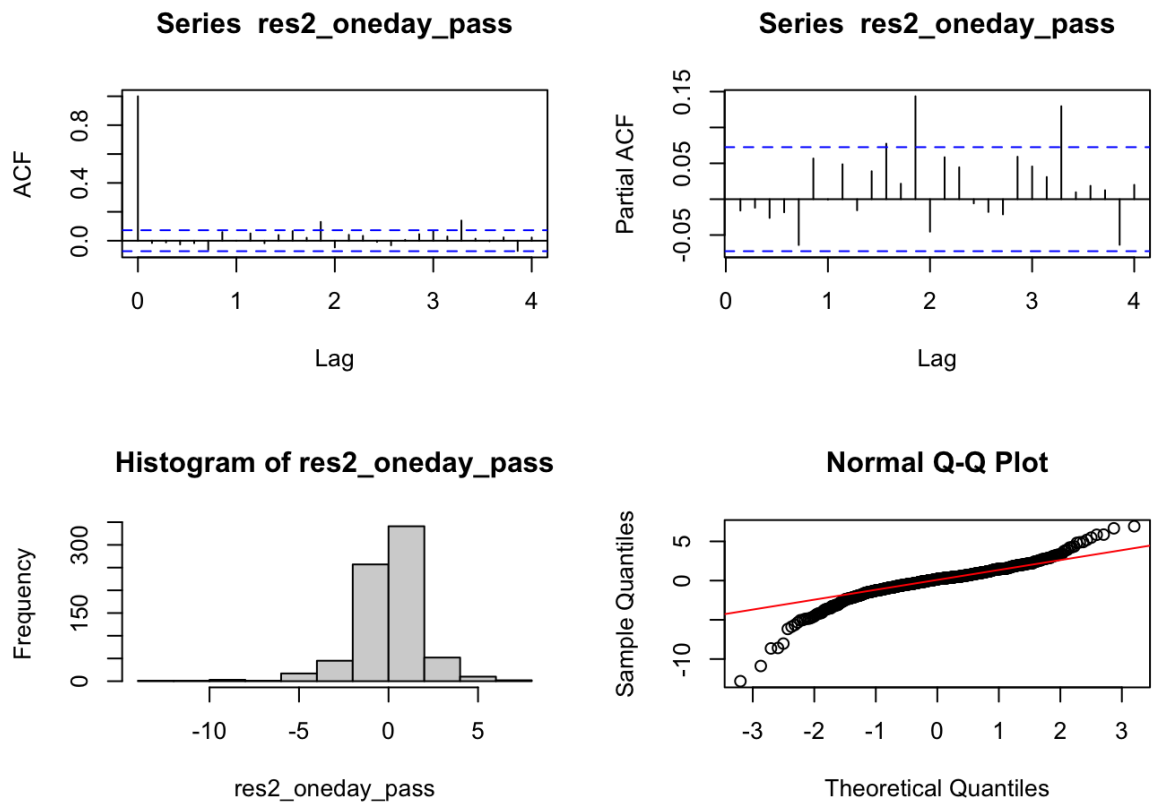 Series  res2_oneday_pass
ACF
0.8
0.4
0.0
0 1 2 3 4
Lag
Series  res2_oneday_pass
Partial ACF
0.15
0.05
-0.05
0 1 2 3 4
Lag
Histogram of res2_oneday_pass
Frequency
300
150
0
-10 -5 0 5
res2_oneday_pass
Normal Q-Q Plot
Sample Quantiles
5
0
-10
-3 -2 -1 0 1 2 3
Theoretical Quantiles